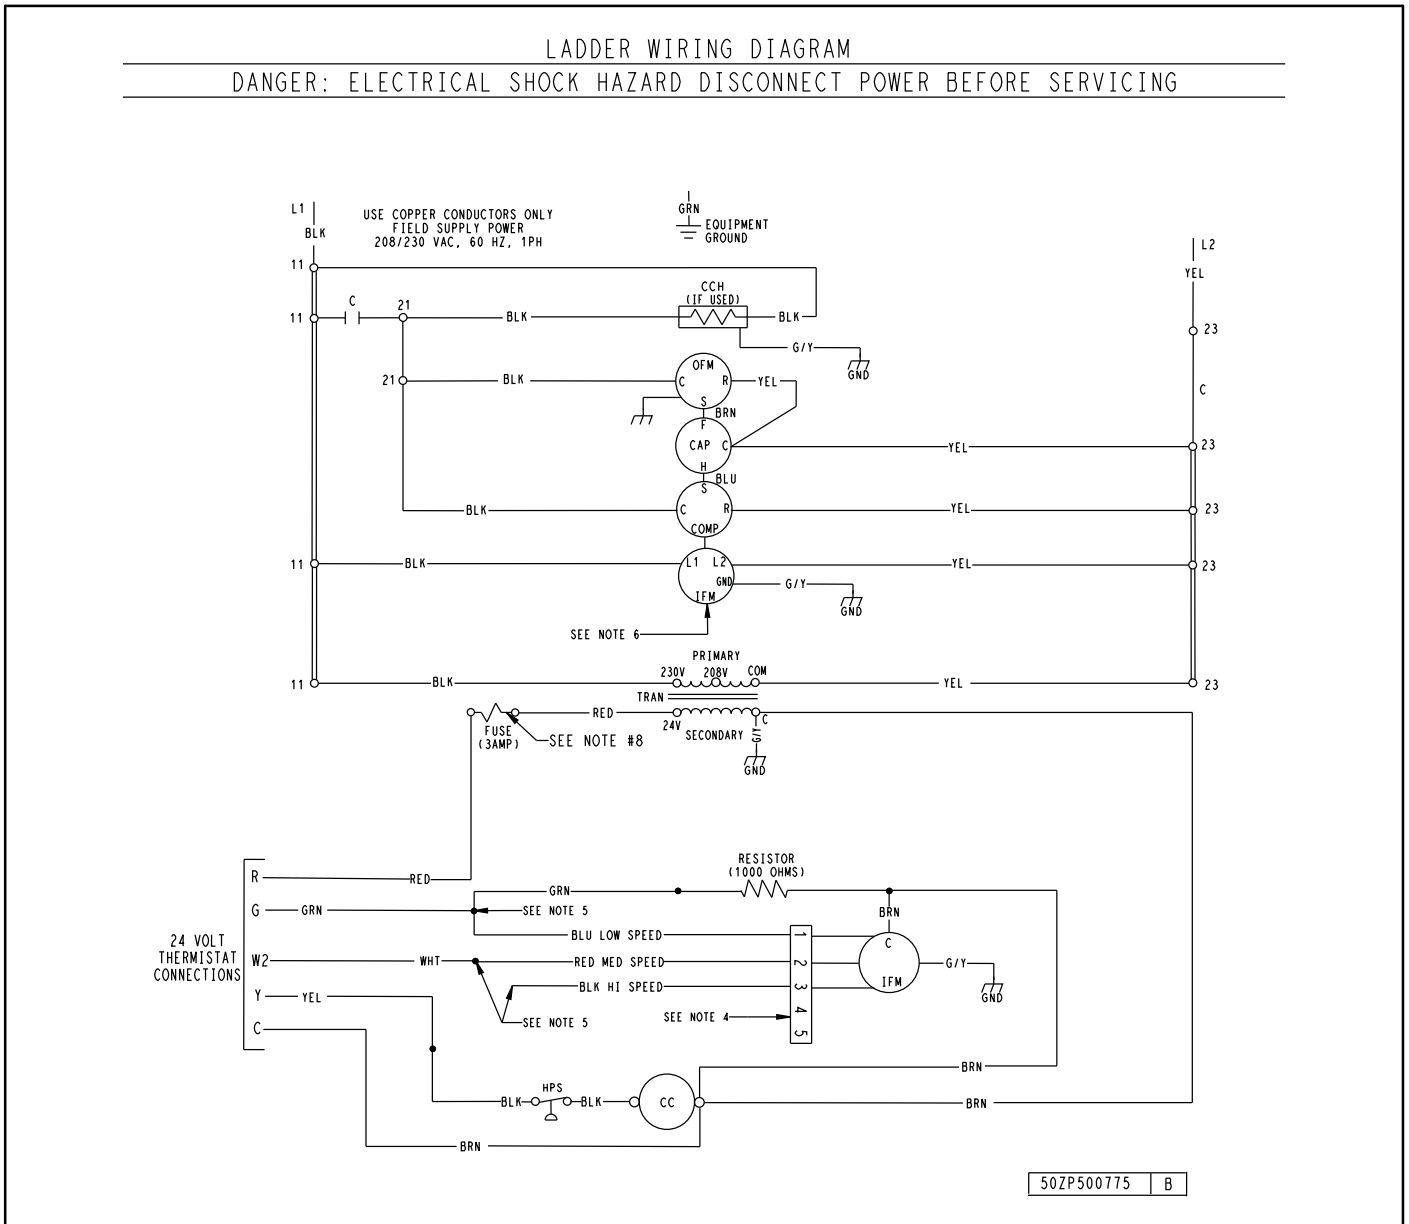 LADDER WIRING DIAGRAM
DANGER: ELECTRICAL SHOCK HAZARD DISCONNECT POWER BEFORE SERVICING
L1
BLK
USE COPPER CONDUCTORS ONLY
FIELD SUPPLY POWER
208/230 VAC, 60 HZ, 1PH
GRN
EQUIPMENT
GROUND
L2
YEL
11
CCH
(IF USED)
11
C
21
BLK
BLK
23
G/Y
GND
21
BLK
OFM
C
R
S
YEL
C
BRN
F
CAP
C
H
YEL
23
BLU
S
BLK
C
R
COMP
YEL
23
11
BLK
L1
L2
GND
IFM
YEL
23
G/Y
GND
SEE NOTE 6
PRIMARY
230V
208V
COM
11
BLK
YEL
23
TRAN
RED
24V
C
FUSE
(3AMP)
SEE NOTE #8
SECONDARY
G/Y
GND
RESISTOR
(1000 OHMS)
R
RED
GRN
G
GRN
SEE NOTE 5
BRN
BLU LOW SPEED
1
C
24 VOLT
THERMISTAT
CONNECTIONS
W2
WHT
RED MED SPEED
2
IFM
G/Y
GND
BLK HI SPEED
3
Y
YEL
SEE NOTE 5
SEE NOTE 4
4
5
C
BRN
HPS
BLK
BLK
CC
BRN
BRN
50ZP500775
B